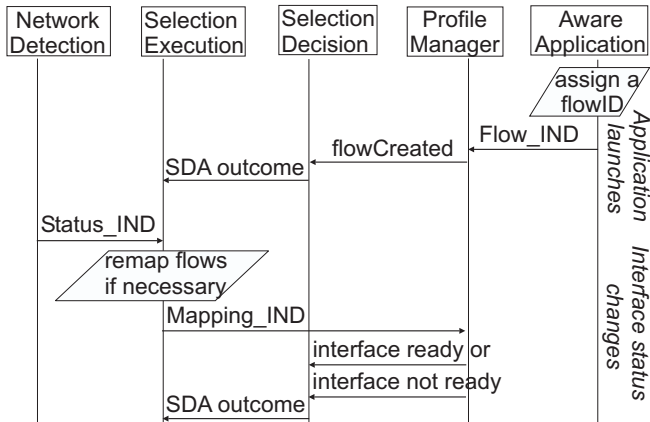 Network
Detection
Selection
Execution
Selection
Decision
Profile
Manager
Aware
Application
assign a
flowID
Application
launches
Flow_IND
flowCreated
SDA outcome
Status_IND
remap flows
if necessary
Interface status
changes
Mapping_IND
interface ready or
interface not ready
SDA outcome